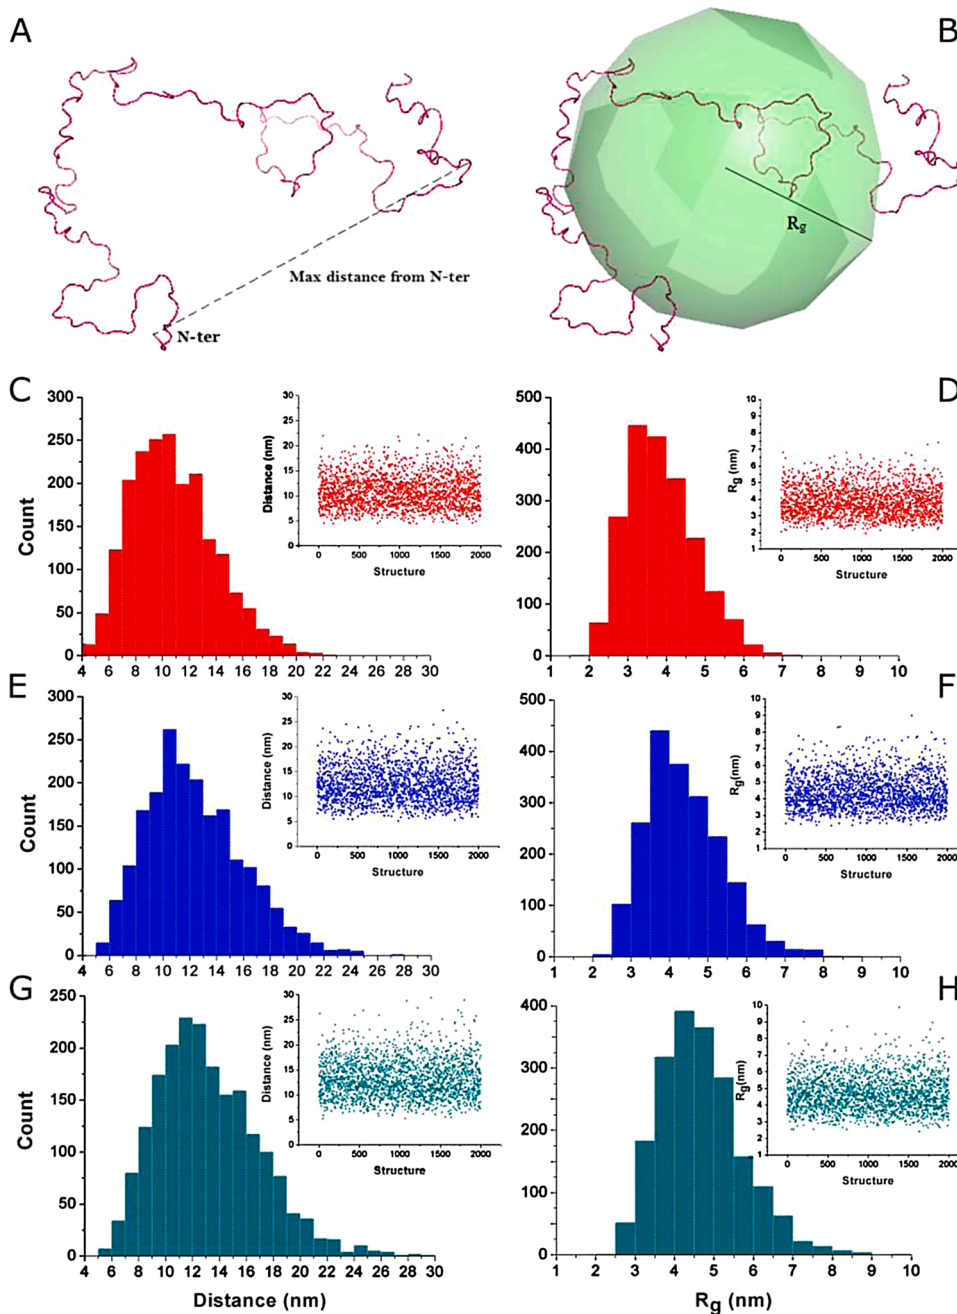 A
B
Max distance from N-ter
N-ter
Rg
C
D
300
250
200
150
100
50
0
Count
4 6 8 10 12 14 16 18 20 22 24 26 28 30
30
25
20
15
10
5
0
Distance (nm)
0 500 1000 1500 2000
Structure
500
400
300
200
100
0
1 2 3 4 5 6 7 8 9 10
10
9
8
7
6
5
4
3
2
1
Rg (nm)
0 500 1000 1500 2000
Structure
E
F
300
250
200
150
100
50
0
Count
4 6 8 10 12 14 16 18 20 22 24 26 28 30
30
25
20
15
10
5
0
Distance (nm)
0 500 1000 1500 2000
Structure
500
400
300
200
100
0
1 2 3 4 5 6 7 8 9 10
10
9
8
7
6
5
4
3
2
1
Rg(nm)
0 500 1000 1500 2000
Structure
G
H
250
200
150
100
50
0
Count
4 6 8 10 12 14 16 18 20 22 24 26 28 30
Distance (nm)
30
25
20
15
10
5
0
Distance (nm)
0 500 1000 1500 2000
Structure
400
300
200
100
0
1 2 3 4 5 6 7 8 9 10
Rg (nm)
10
9
8
7
6
5
4
3
2
1
Rg(nm)
0 500 1000 1500 2000
Structure